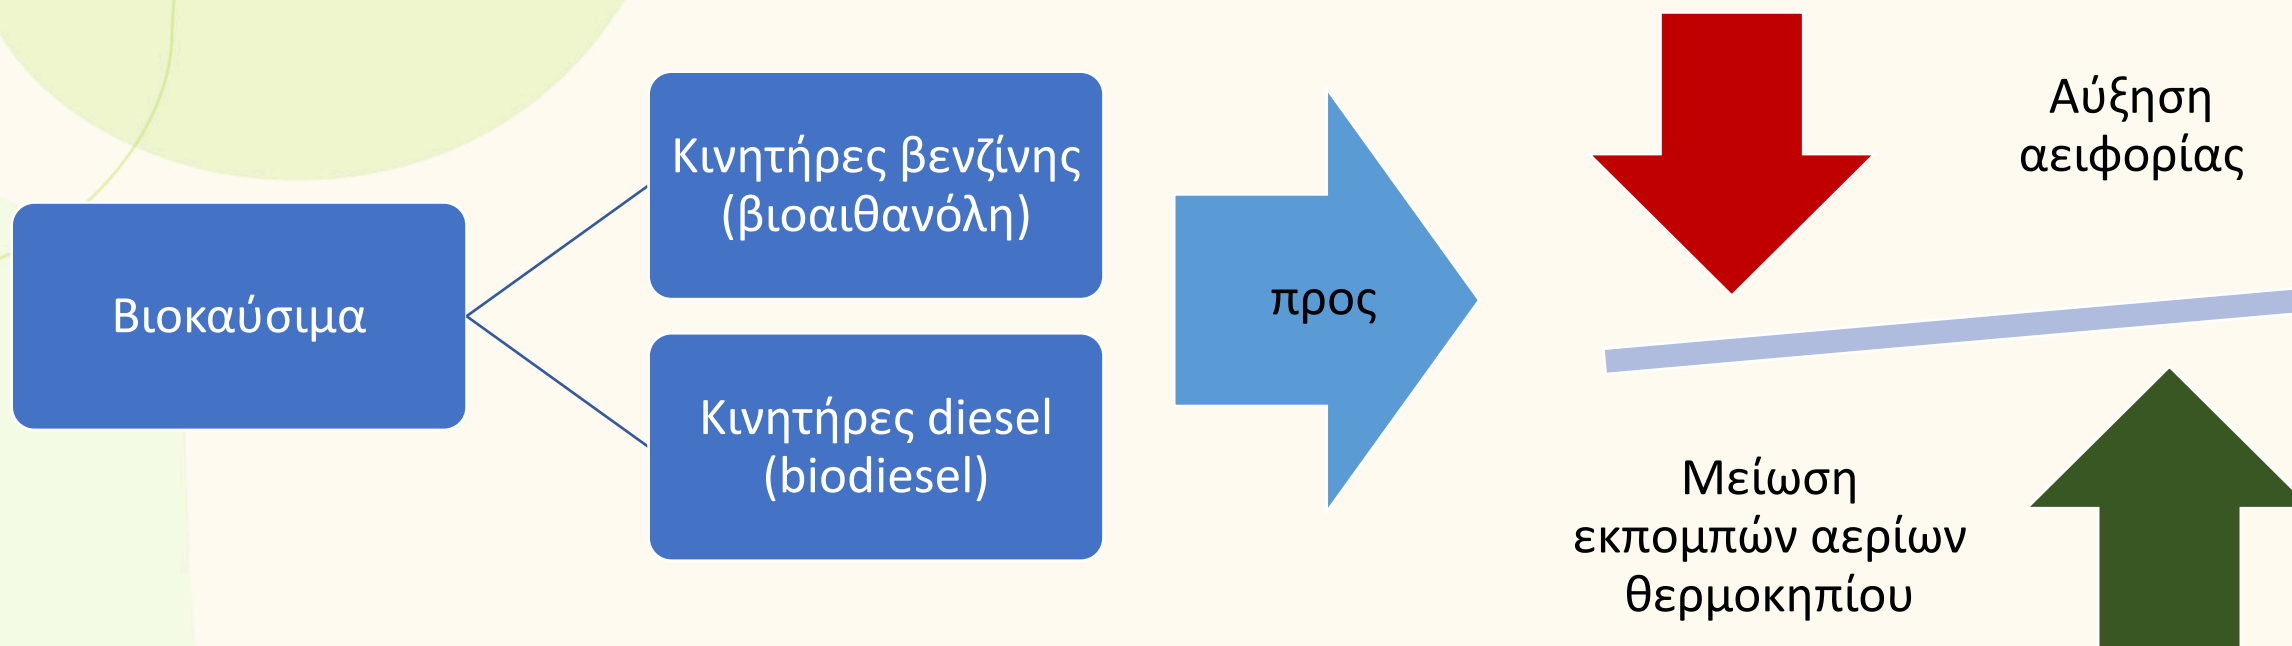 Βιοκαύσιμα
Κινητήρες βενζίνης
(βιοαιθανόλη)
Κινητήρες diesel
(biodiesel)
προς
Αύξηση
αειφορίας
Μείωση
εκπομπών αερίων
θερμοκηπίου